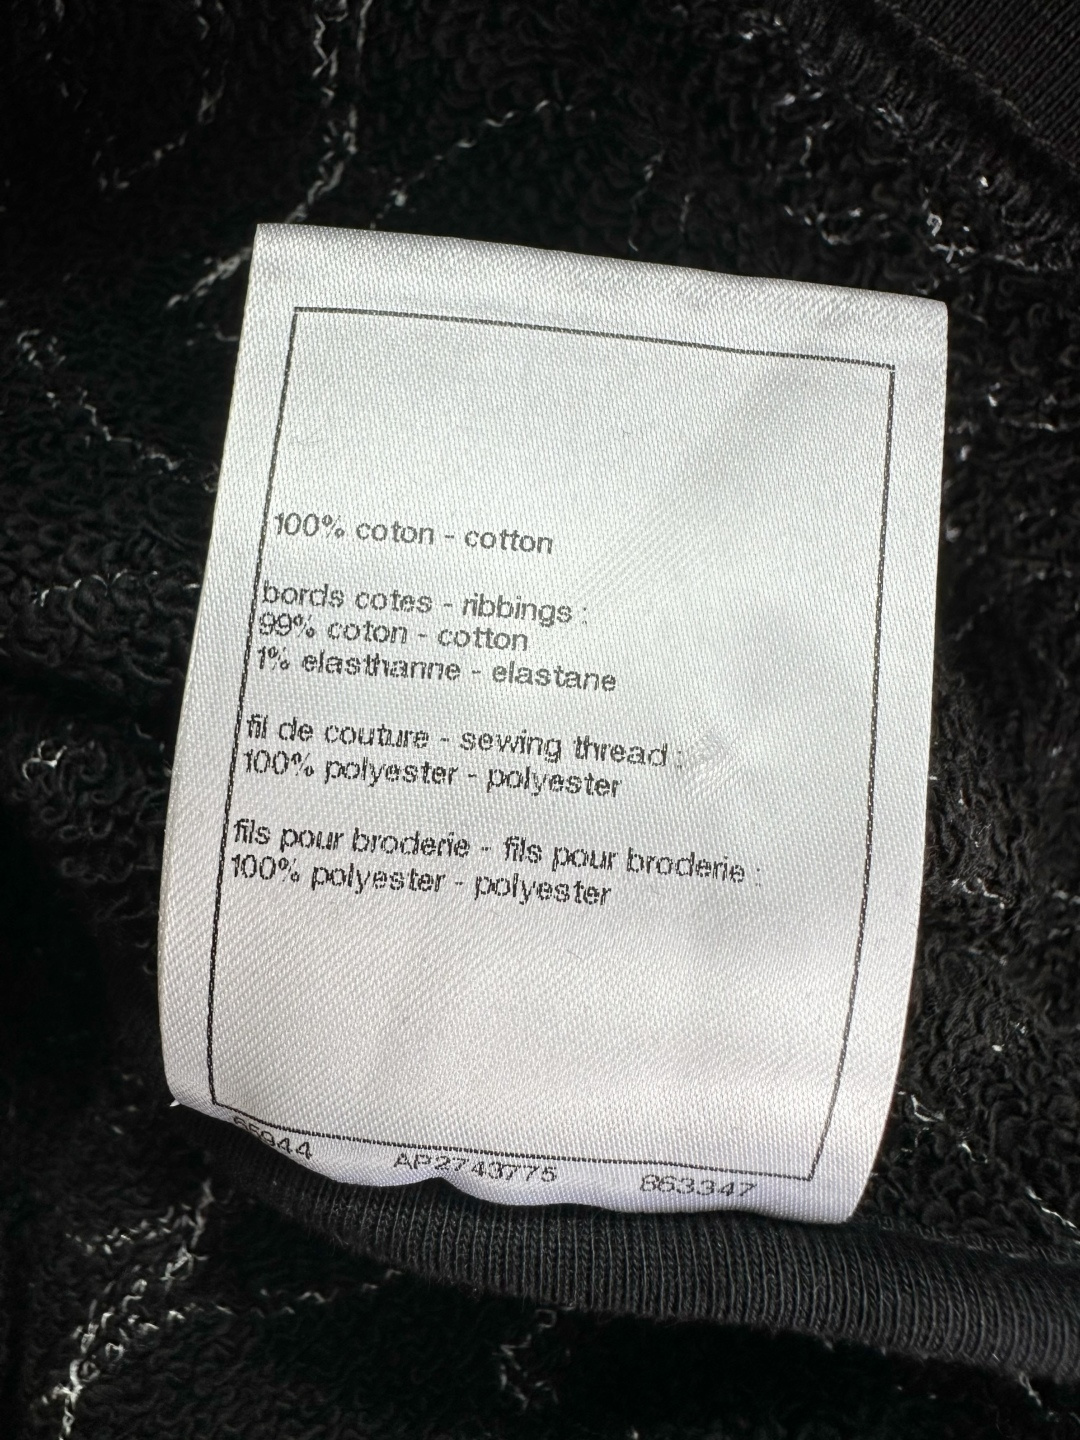 100% coton - cotton
bords cotes - ribbings :
99% coton - cotton
1% elasthanne - elastane
fil de couture - sewing thread :
100% polyester - polyester
fils pour broderie - fils pour broderie :
100% polyester - polyester
AP2743775 863347